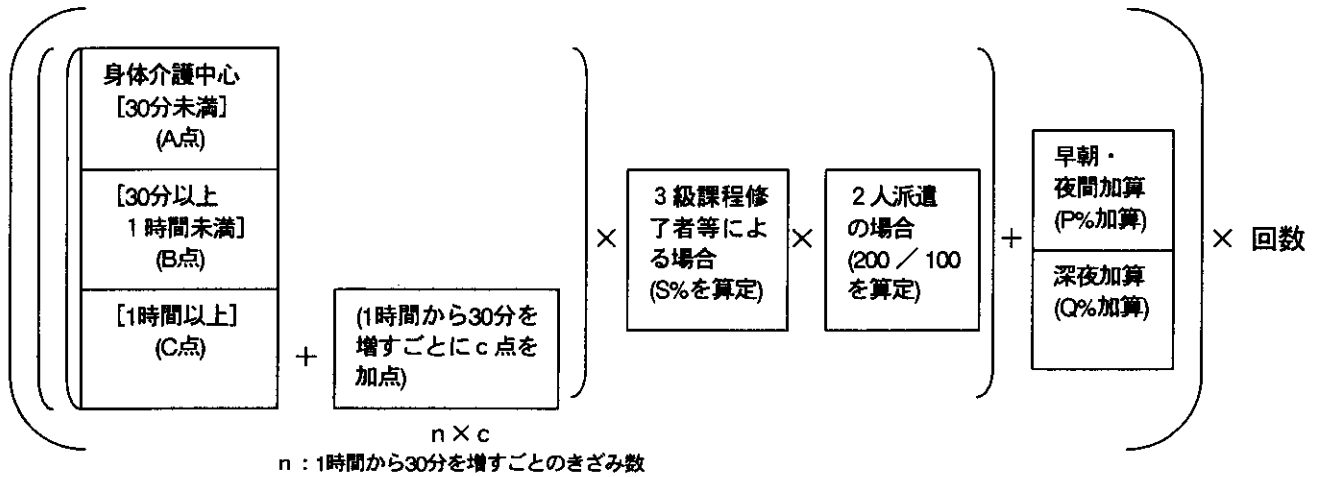 身体介護中心
［30分未満］
(A点)
［30分以上
１時間未満］
(B点)
［1時間以上］
(C点)
＋
(1時間から30分を
増すごとにｃ点を
加点)
ｎ×ｃ
ｎ：1時間から30分を増すごとのきざみ数
×
３級課程修
了者等によ
る場合
(S%を算定)
×
２人派遣
の場合
(200／100
を算定)
＋
早朝・
夜間加算
(P%加算)
深夜加算
(Q%加算)
× 回数